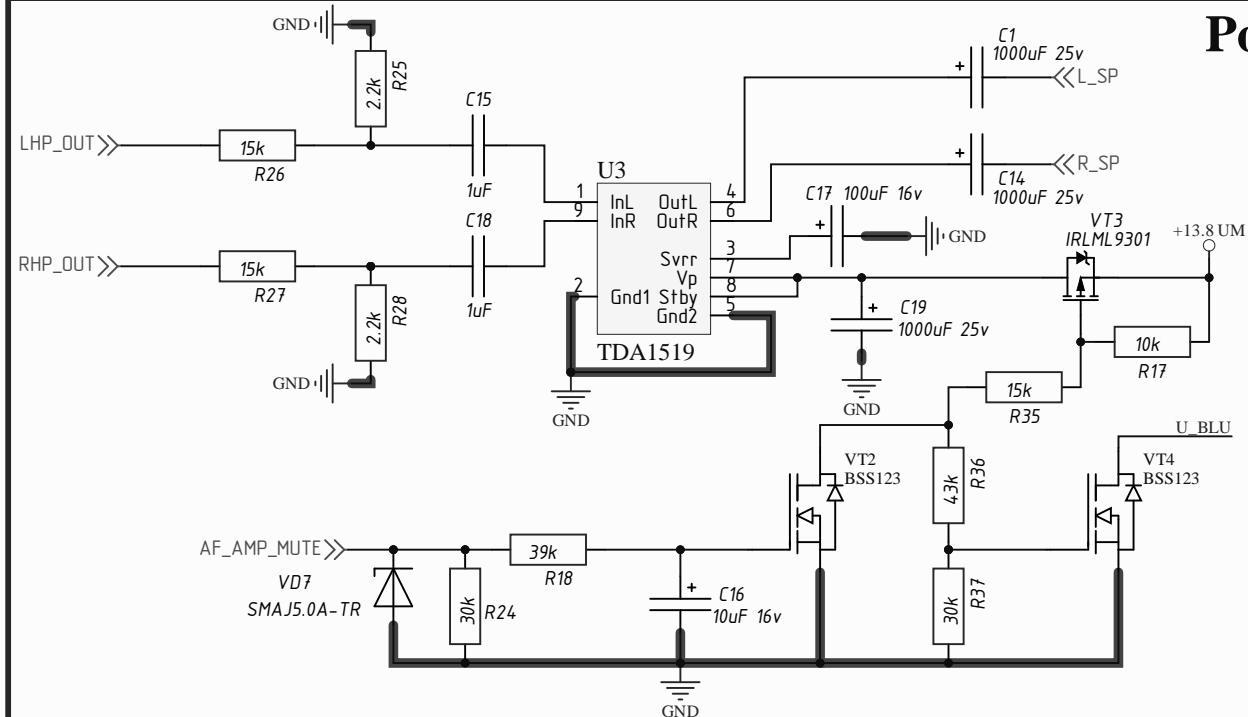 Po
GND
2.2k
R25
LHP_OUT
15k
R26
C15
1uF
C1
1000uF 25v
L_SP
R_SP
C14
1000uF 25v
U3
1
InL
OutL
4
9
InR
OutR
6
Svrr
3
Vp
7
2
Gnd1
Stby
8
Gnd2
5
TDA1519
GND
C17
100uF 16v
GND
VT3
IRLML9301
+13.8 UM
C18
1uF
RHP_OUT
15k
R27
2.2k
R28
GND
C19
1000uF 25v
GND
10k
R17
15k
R35
U_BLU
VT2
BSS123
43k
R36
VT4
BSS123
AF_AMP_MUTE
39k
R18
VD7
SMAJ5.0A-TR
30k
R24
C16
10uF 16v
30k
R37
GND